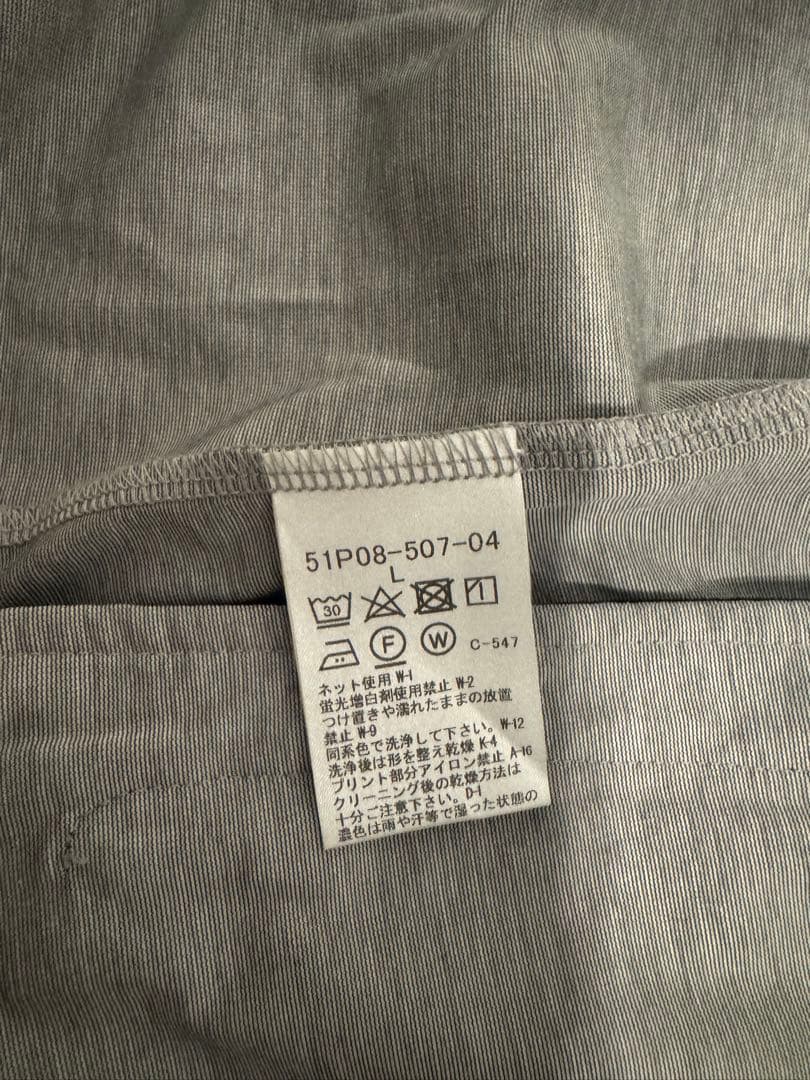 51P08-507-04
L
30
F W C-547
ネット使用 W-1
蛍光増白剤使用禁止 W-2
つけ置きや濡れたままの放置
禁止 W-9
同系色で洗浄して下さい。W-12
洗浄後は形を整え乾燥 K-4
プリント部分アイロン禁止 A-16
クリーニング後の乾燥方法は
十分ご注意下さい。D-1
濃色は雨や汗等で湿った状態の